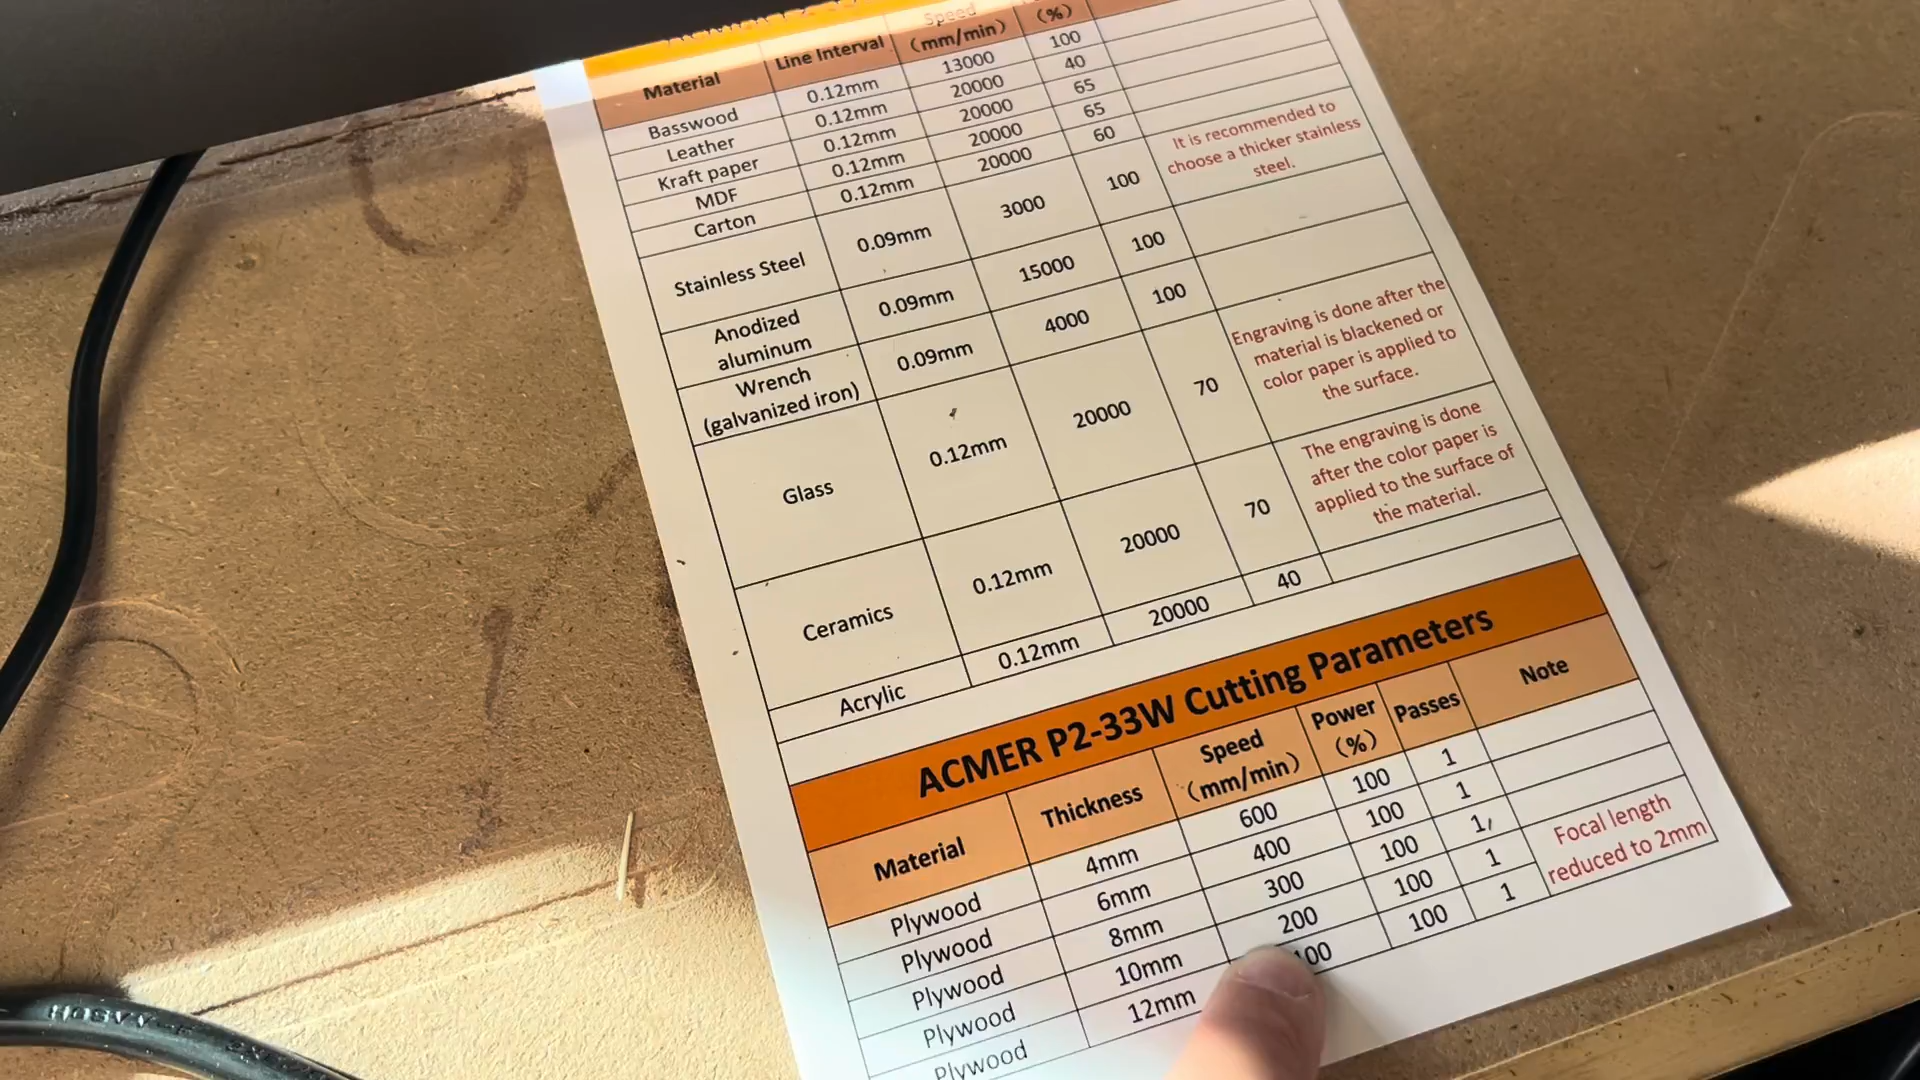 Material Line Interval Speed (mm/min) (%)
Basswood 0.12mm 13000 100
Leather 0.12mm 20000 40
Kraft paper 0.12mm 20000 65
MDF 0.12mm 20000 65
Carton 0.12mm 20000 60
Stainless Steel 0.09mm 3000 100
It is recommended to
choose a thicker stainless
steel.
Anodized
aluminum
0.09mm 15000 100
Wrench
(galvanized iron)
0.09mm 4000 100
Glass 0.12mm 20000 70
Engraving is done after the
material is blackened or
color paper is applied to
the surface.
Ceramics 0.12mm 20000 70
The engraving is done
after the color paper is
applied to the surface of
the material.
Acrylic 0.12mm 20000 40
ACMER P2-33W Cutting Parameters
Material Thickness Speed (mm/min) Power (%) Passes Note
Plywood 4mm 600 100 1
Plywood 6mm 400 100 1
Plywood 8mm 300 100 1
Plywood 10mm 200 100 1
Plywood 12mm 100 100 1
Focal length
reduced to 2mm